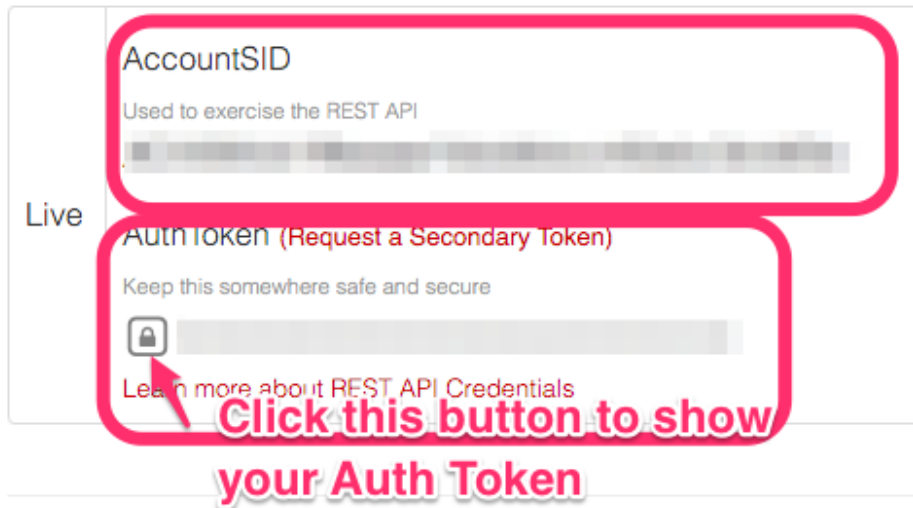 AccountSID
Used to exercise the REST API
Live
AuthToken (Request a Secondary Token)
Keep this somewhere safe and secure
Learn more about REST API Credentials
Click this button to show
your Auth Token